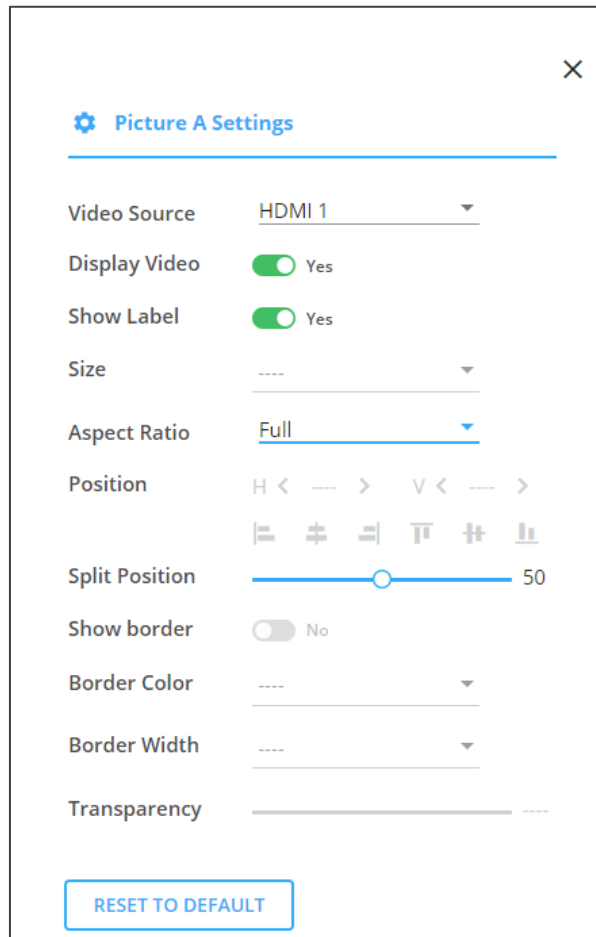 Picture A Settings
Video Source HDMI 1
Display Video Yes
Show Label Yes
Size ----
Aspect Ratio Full
Position H < ---- > V < ---- >
Split Position 50
Show border No
Border Color ----
Border Width ----
Transparency ----
RESET TO DEFAULT